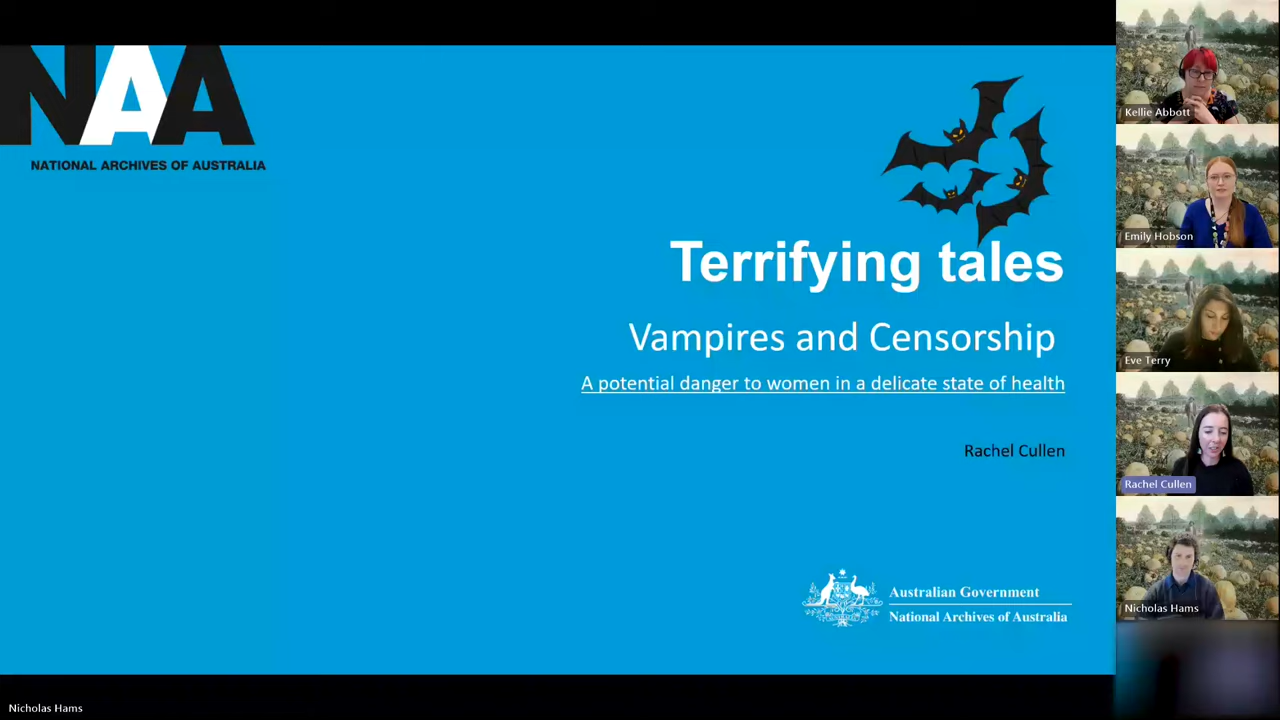 NAA
NATIONAL ARCHIVES OF AUSTRALIA
Terrifying tales
Vampires and Censorship
A potential danger to women in a delicate state of health
Rachel Cullen
Australian Government
National Archives of Australia
Kellie Abbott
Emily Hobson
Eve Terry
Rachel Cullen
Nicholas Hams
Nicholas Hams